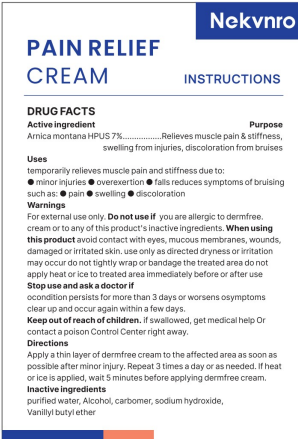 Nekvnro
PAIN RELIEF
CREAM
INSTRUCTIONS
DRUG FACTS
Active ingredient Purpose
Arnica montana HPUS 7%................Relieves muscle pain & stiffness,
swelling from injuries, discoloration from bruises
Uses
temporarily relieves muscle pain and stiffness due to:
● minor injuries ● overexertion ● falls reduces symptoms of bruising
such as: ● pain ● swelling ● discoloration
Warnings
For external use only. Do not use if you are allergic to dermfree.
cream or to any of this product's inactive ingredients. When using
this product avoid contact with eyes, mucous membranes, wounds,
damaged or irritated skin. use only as directed dryness or irritation
may occur do not tightly wrap or bandage the treated area do not
apply heat or ice to treated area immediately before or after use
Stop use and ask a doctor if
ocondition persists for more than 3 days or worsens osymptoms
clear up and occur again within a few days.
Keep out of reach of children. if swallowed, get medical help Or
contact a poison Control Center right away.
Directions
Apply a thin layer of dermfree cream to the affected area as soon as
possible after minor injury. Repeat 3 times a day or as needed. If heat
or ice is applied, wait 5 minutes before applying dermfree cream.
Inactive ingredients
purified water, Alcohol, carbomer, sodium hydroxide,
Vanillyl butyl ether